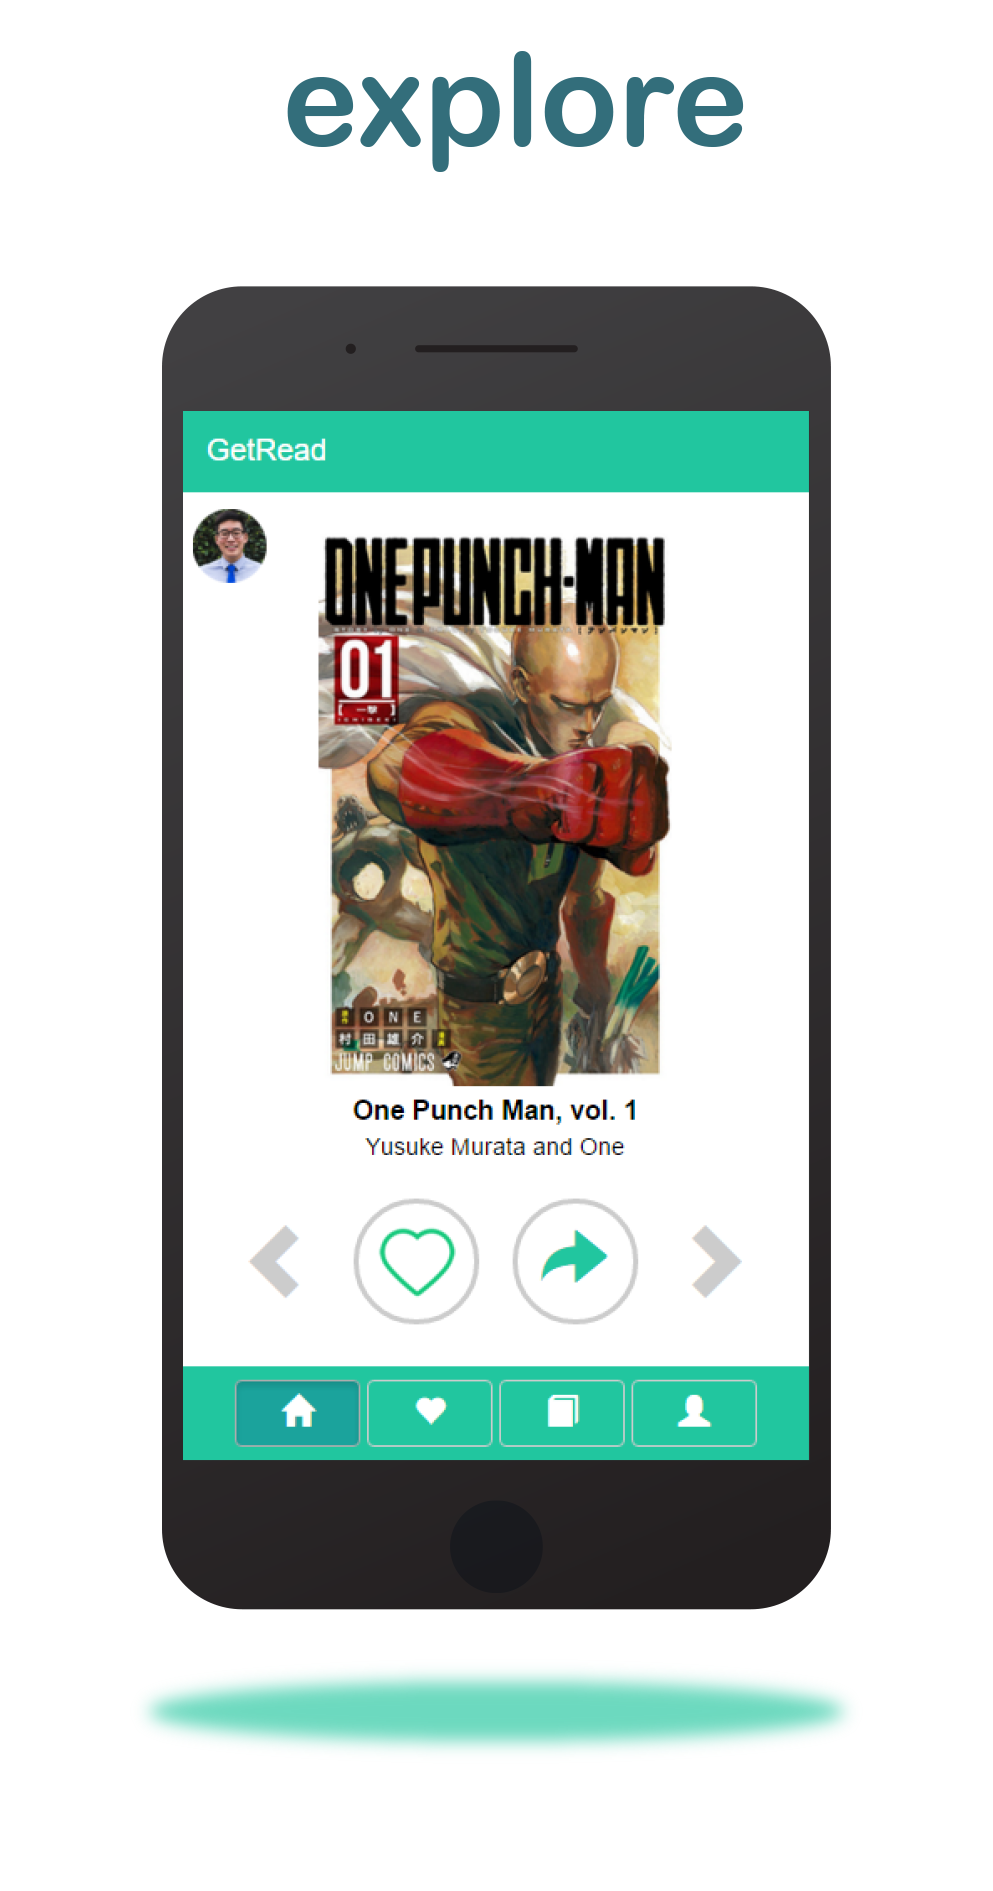 explore
GetRead
ONEPUNCH-MAN
01
一撃
ONE
村田雄介
JUMP COMICS
One Punch Man, vol. 1
Yusuke Murata and One